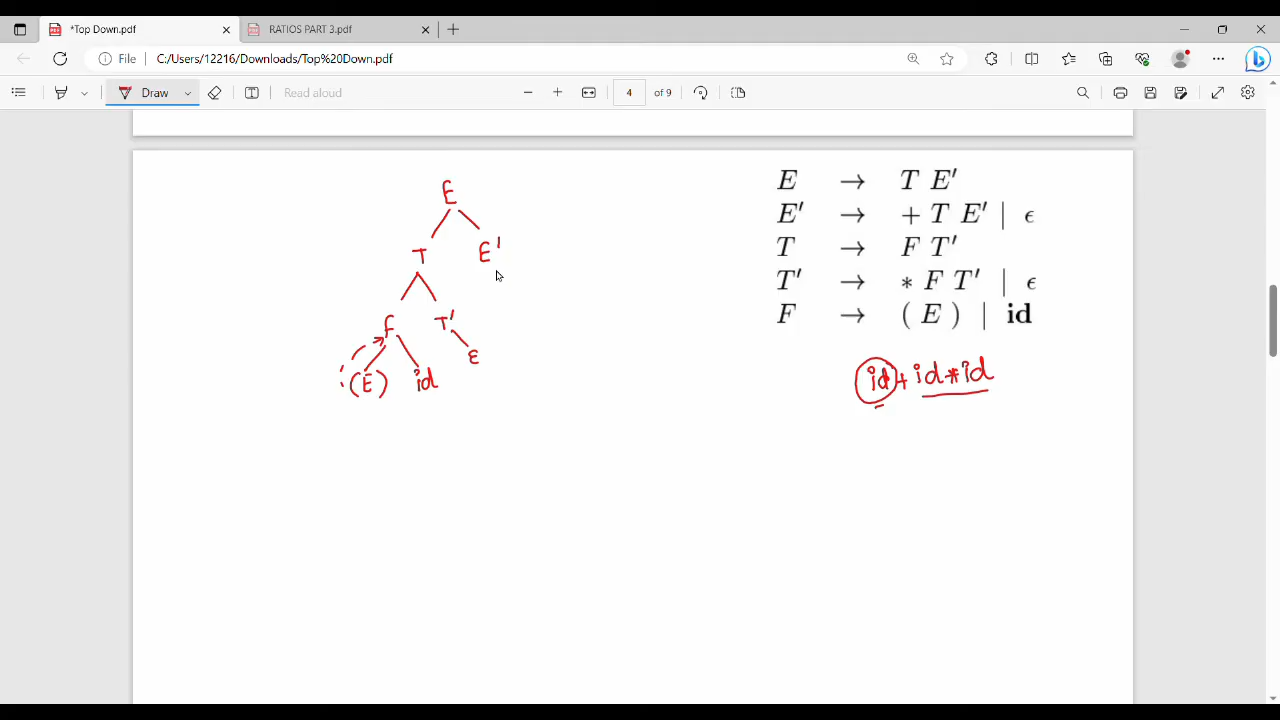 *Top Down.pdf
RATIOS PART 3.pdf
File C:/Users/12216/Downloads/Top%20Down.pdf
Draw Read aloud 4 of 9
E → T E′
E′ → + T E′ | ϵ
T → F T′
T′ → * F T′ | ϵ
F → ( E ) | id
id + id * id
E
T E'
F T'
ε
(E) id